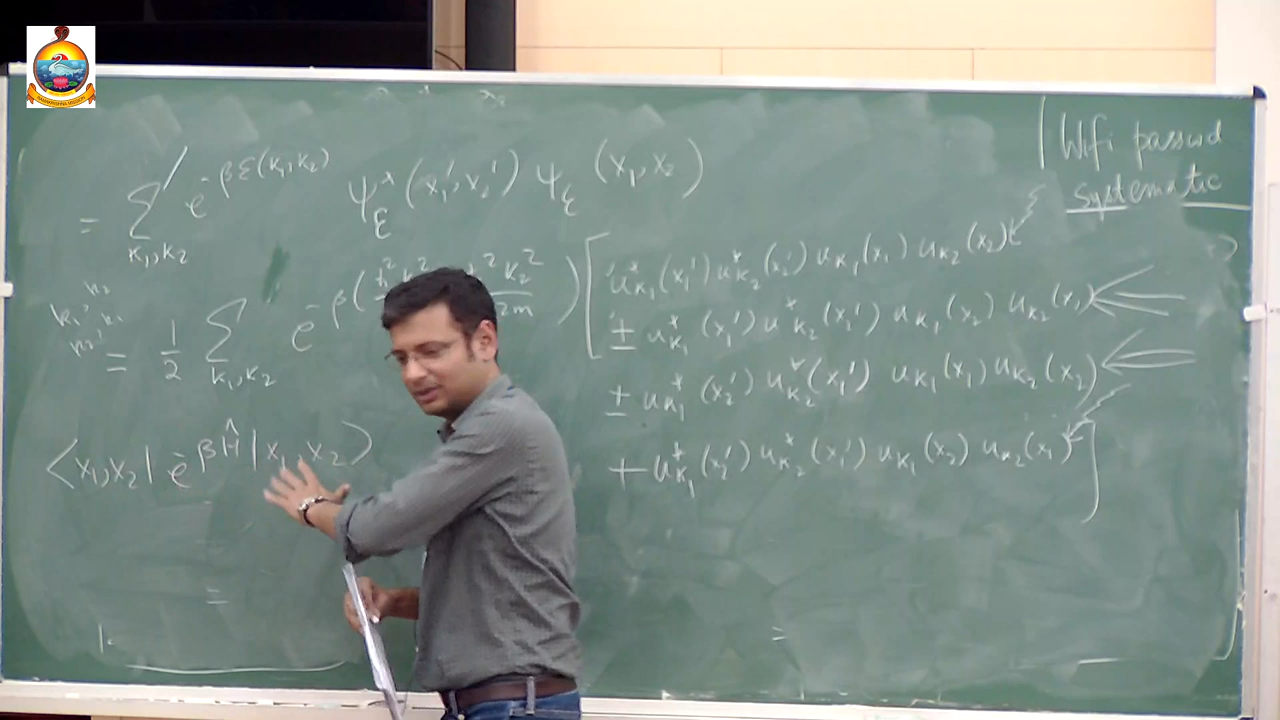 Wifi passwd
systematic
= Σ′_{k₁,k₂} e^{-βε(k₁,k₂)} ψ_E^*(x₁′, x₂′) ψ_E (x₁, x₂)
= 1/2 Σ_{k₁,k₂} e^{-β(
[ u^*_{k₁}(x₁′) u^*_{k₂}(x₂′) u_{k₁}(x₁) u_{k₂}(x₂)
± u^*_{k₁}(x₁′) u^*_{k₂}(x₂′) u_{k₁}(x₂) u_{k₂}(x₁)
± u^*_{k₁}(x₂′) u^*_{k₂}(x₁′) u_{k₁}(x₁) u_{k₂}(x₂)
+ u^*_{k₁}(x₂′) u^*_{k₂}(x₁′) u_{k₁}(x₂) u_{k₂}(x₁) ]
⟨x₁,x₂| e^{-βĤ} |x₁, x₂⟩
=
=